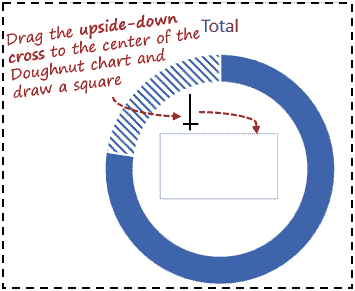 Total
Drag the upside-down
cross to the center of the
Doughnut chart and
draw a square